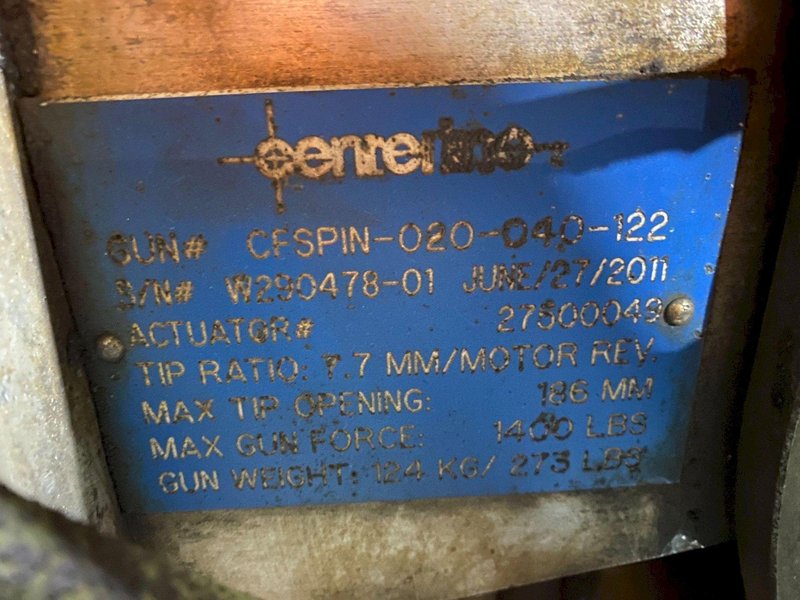 centerline
GUN# CFSPIN-020-040-122
S/N# W290478-01 JUNE/27/2011
ACTUATOR# 27500049
TIP RATIO: 7.7 MM/MOTOR REV.
MAX TIP OPENING: 186 MM
MAX GUN FORCE: 1400 LBS
GUN WEIGHT: 124 KG/ 273 LBS